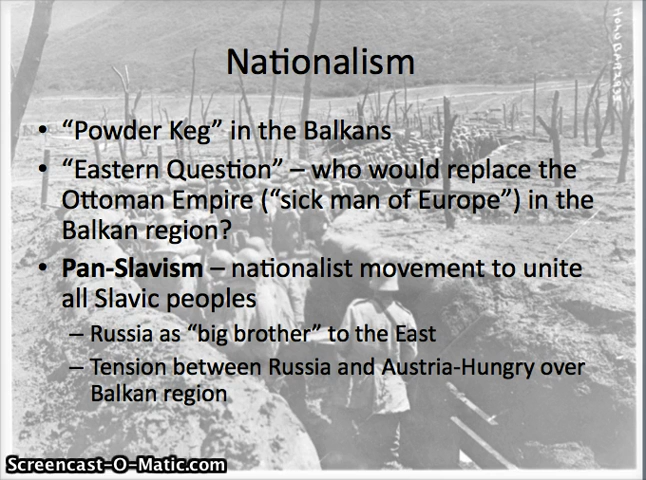 Nationalism
• “Powder Keg” in the Balkans
• “Eastern Question” – who would replace the
Ottoman Empire (“sick man of Europe”) in the
Balkan region?
• Pan-Slavism – nationalist movement to unite
all Slavic peoples
– Russia as “big brother” to the East
– Tension between Russia and Austria-Hungry over
Balkan region
Screencast-O-Matic.com